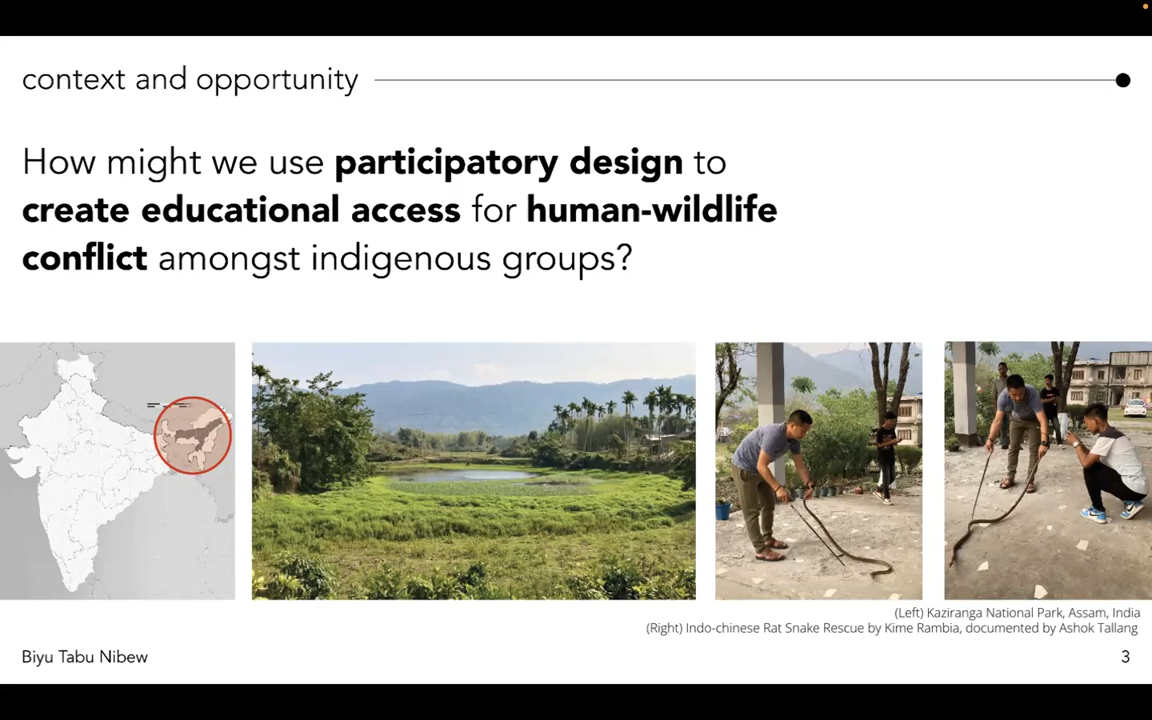 context and opportunity
How might we use participatory design to
create educational access for human-wildlife
conflict amongst indigenous groups?
(Left) Kaziranga National Park, Assam, India
(Right) Indo-chinese Rat Snake Rescue by Kime Rambia, documented by Ashok Tallang
Biyu Tabu Nibew
3